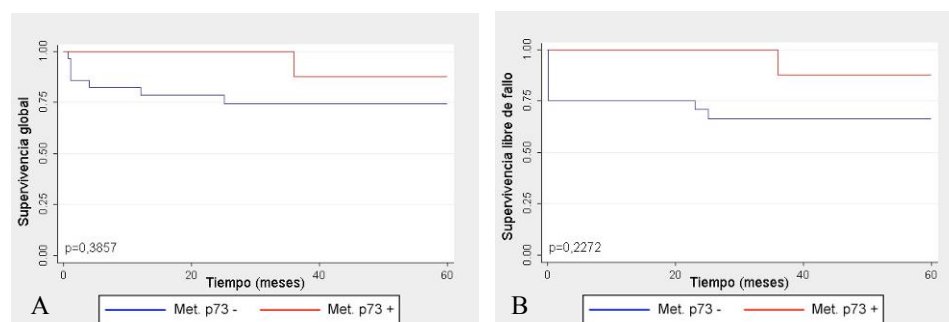 Supervivencia global
1.00
0.75
0.50
0.25
0.00
p=0,3857
0
20
40
60
Tiempo (meses)
A
Met. p73 -
Met. p73 +
Supervivencia libre de fallo
1.00
0.75
0.50
0.25
0.00
p=0,2272
0
20
40
60
Tiempo (meses)
B
Met. p73 -
Met. p73 +